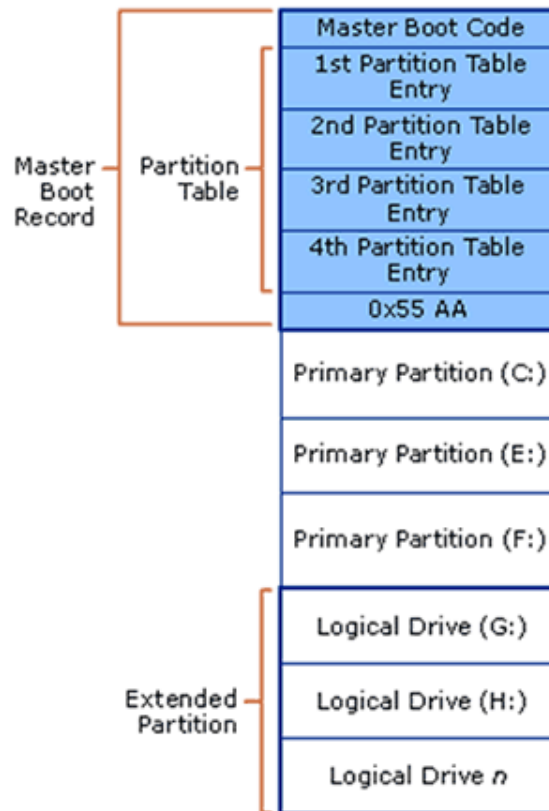 Master Boot Code
1st Partition Table
Entry
2nd Partition Table
Entry
3rd Partition Table
Entry
4th Partition Table
Entry
0x55 AA
Master
Boot
Record
Partition
Table
Primary Partition (C:)
Primary Partition (E:)
Primary Partition (F:)
Logical Drive (G:)
Logical Drive (H:)
Logical Drive n
Extended
Partition